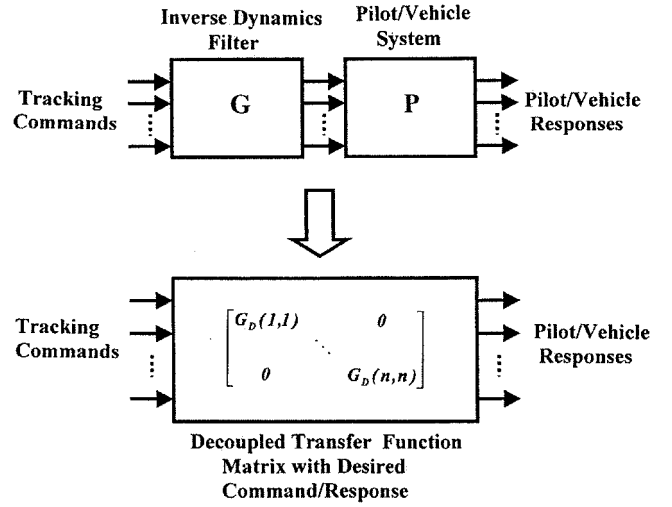 Inverse Dynamics
Filter
Pilot/Vehicle
System
Tracking
Commands
G
P
Pilot/Vehicle
Responses
Tracking
Commands
G_D(1,1) 0
0 G_D(n,n)
Pilot/Vehicle
Responses
Decoupled Transfer Function
Matrix with Desired
Command/Response